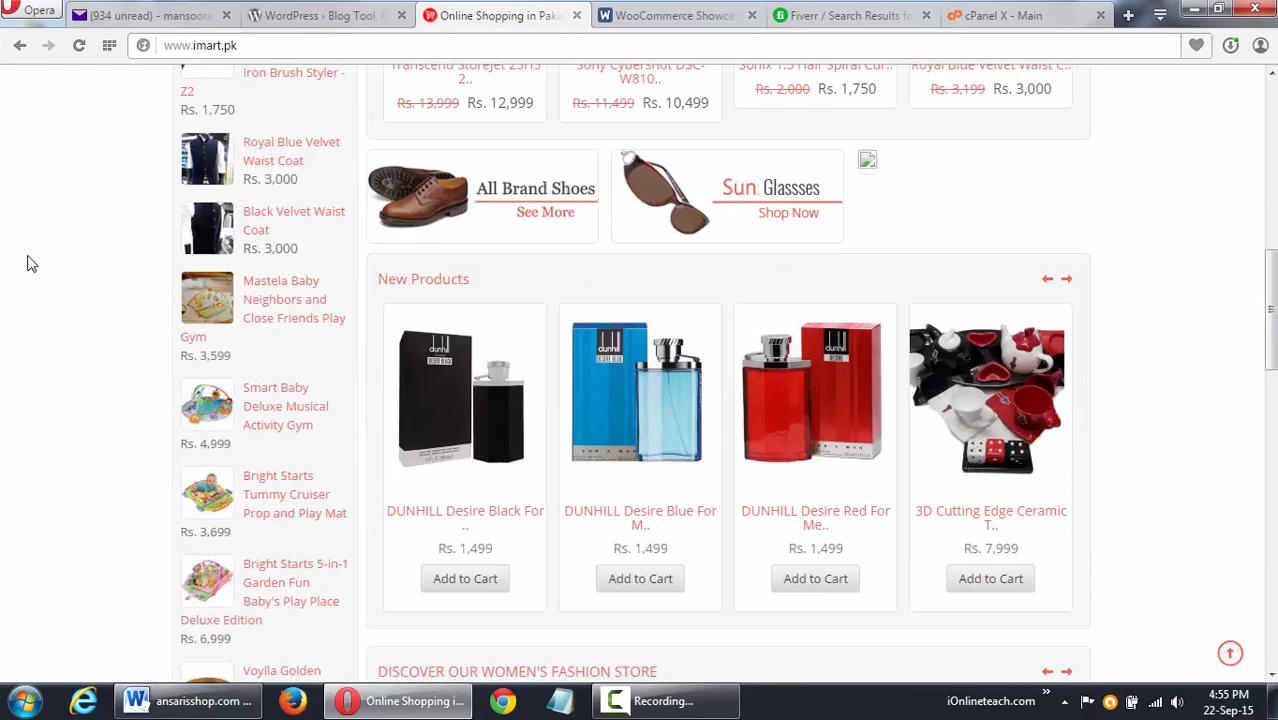 Opera
(934 unread) - mansoora
WordPress › Blog Tool, P
Online Shopping in Pakis
WooCommerce Showcas
Fiverr / Search Results fo
cPanel X - Main
www.imart.pk
Iron Brush Styler -
Z2
Rs. 1,750
Royal Blue Velvet
Waist Coat
Rs. 3,000
Black Velvet Waist
Coat
Rs. 3,000
Mastela Baby
Neighbors and
Close Friends Play
Gym
Rs. 3,599
Smart Baby
Deluxe Musical
Activity Gym
Rs. 4,999
Bright Starts
Tummy Cruiser
Prop and Play Mat
Rs. 3,699
Bright Starts 5-in-1
Garden Fun
Baby's Play Place
Deluxe Edition
Rs. 6,999
Voylla Golden
Transcend StoreJet 25H3
2..
Rs. 13,999 Rs. 12,999
Sony Cybershot DSC-
W810..
Rs. 11,499 Rs. 10,499
Sonix 1.5 Hair Spiral Cur..
Rs. 2,000 Rs. 1,750
Royal Blue Velvet Waist C..
Rs. 3,199 Rs. 3,000
All Brand Shoes
See More
Sun Glassses
Shop Now
New Products
dunhill
DESIRE BLACK
dunhill
dunhill
DUNHILL Desire Black For
..
Rs. 1,499
Add to Cart
DUNHILL Desire Blue For
M..
Rs. 1,499
Add to Cart
DUNHILL Desire Red For
Me..
Rs. 1,499
Add to Cart
3D Cutting Edge Ceramic
T..
Rs. 7,999
Add to Cart
DISCOVER OUR WOMEN'S FASHION STORE
ansarisshop.com ...
Online Shopping i...
Recording...
iOnlineteach.com
4:55 PM
22-Sep-15